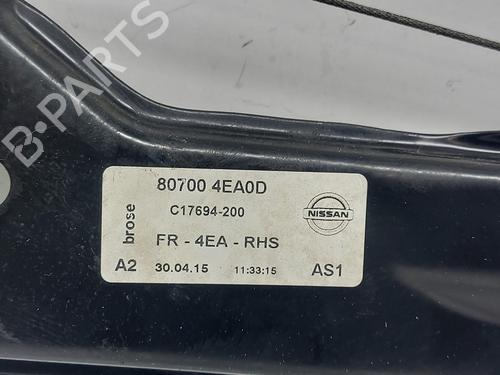 B-PARTS
80700 4EA0D
brose
C17694-200
NISSAN
FR - 4EA - RHS
A2 30.04.15 11:33:15 AS1